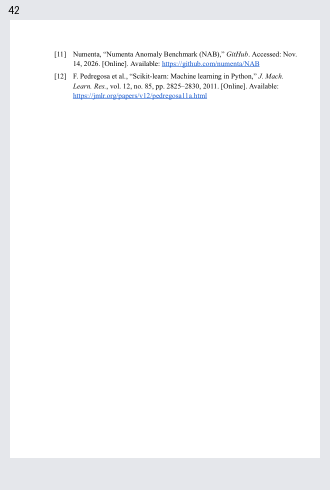 42
[11] Numenta, “Numenta Anomaly Benchmark (NAB),” GitHub. Accessed: Nov.
14, 2026. [Online]. Available: https://github.com/numenta/NAB
[12] F. Pedregosa et al., “Scikit-learn: Machine learning in Python,” J. Mach.
Learn. Res., vol. 12, no. 85, pp. 2825–2830, 2011. [Online]. Available:
https://jmlr.org/papers/v12/pedregosa11a.html